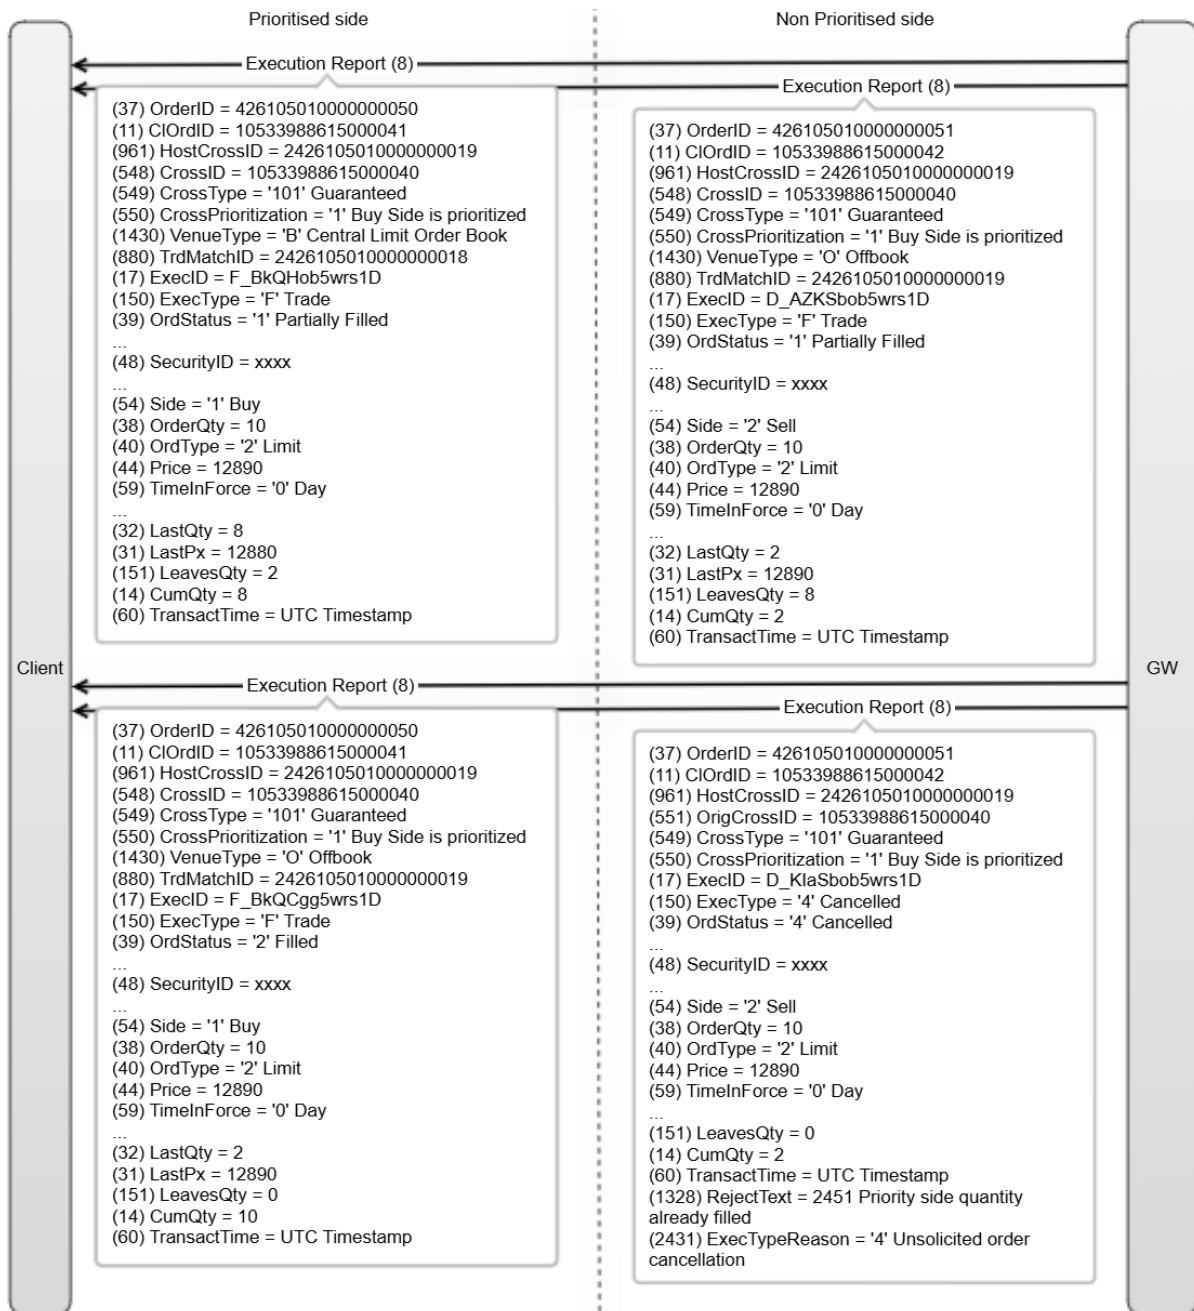 Prioritised side
Non Prioritised side
Execution Report (8)
Execution Report (8)
(37) OrderID = 426105010000000050
(11) ClOrdID = 10533988615000041
(961) HostCrossID = 2426105010000000019
(548) CrossID = 10533988615000040
(549) CrossType = '101' Guaranteed
(550) CrossPrioritization = '1' Buy Side is prioritized
(1430) VenueType = 'B' Central Limit Order Book
(880) TrdMatchID = 2426105010000000018
(17) ExecID = F_BkQHob5wrs1D
(150) ExecType = 'F' Trade
(39) OrdStatus = '1' Partially Filled
...
(48) SecurityID = xxxx
...
(54) Side = '1' Buy
(38) OrderQty = 10
(40) OrdType = '2' Limit
(44) Price = 12890
(59) TimeInForce = '0' Day
...
(32) LastQty = 8
(31) LastPx = 12880
(151) LeavesQty = 2
(14) CumQty = 8
(60) TransactTime = UTC Timestamp
(37) OrderID = 426105010000000051
(11) ClOrdID = 10533988615000042
(961) HostCrossID = 2426105010000000019
(548) CrossID = 10533988615000040
(549) CrossType = '101' Guaranteed
(550) CrossPrioritization = '1' Buy Side is prioritized
(1430) VenueType = 'O' Offbook
(880) TrdMatchID = 2426105010000000019
(17) ExecID = D_AZKSbob5wrs1D
(150) ExecType = 'F' Trade
(39) OrdStatus = '1' Partially Filled
...
(48) SecurityID = xxxx
...
(54) Side = '2' Sell
(38) OrderQty = 10
(40) OrdType = '2' Limit
(44) Price = 12890
(59) TimeInForce = '0' Day
...
(32) LastQty = 2
(31) LastPx = 12890
(151) LeavesQty = 8
(14) CumQty = 2
(60) TransactTime = UTC Timestamp
Client
GW
Execution Report (8)
Execution Report (8)
(37) OrderID = 426105010000000050
(11) ClOrdID = 10533988615000041
(961) HostCrossID = 2426105010000000019
(548) CrossID = 10533988615000040
(549) CrossType = '101' Guaranteed
(550) CrossPrioritization = '1' Buy Side is prioritized
(1430) VenueType = 'O' Offbook
(880) TrdMatchID = 2426105010000000019
(17) ExecID = F_BkQCgg5wrs1D
(150) ExecType = 'F' Trade
(39) OrdStatus = '2' Filled
...
(48) SecurityID = xxxx
...
(54) Side = '1' Buy
(38) OrderQty = 10
(40) OrdType = '2' Limit
(44) Price = 12890
(59) TimeInForce = '0' Day
...
(32) LastQty = 2
(31) LastPx = 12890
(151) LeavesQty = 0
(14) CumQty = 10
(60) TransactTime = UTC Timestamp
(37) OrderID = 426105010000000051
(11) ClOrdID = 10533988615000042
(961) HostCrossID = 2426105010000000019
(551) OrigCrossID = 10533988615000040
(549) CrossType = '101' Guaranteed
(550) CrossPrioritization = '1' Buy Side is prioritized
(17) ExecID = D_KlaSbob5wrs1D
(150) ExecType = '4' Cancelled
(39) OrdStatus = '4' Cancelled
...
(48) SecurityID = xxxx
...
(54) Side = '2' Sell
(38) OrderQty = 10
(40) OrdType = '2' Limit
(44) Price = 12890
(59) TimeInForce = '0' Day
...
(151) LeavesQty = 0
(14) CumQty = 2
(60) TransactTime = UTC Timestamp
(1328) RejectText = 2451 Priority side quantity
already filled
(2431) ExecTypeReason = '4' Unsolicited order
cancellation